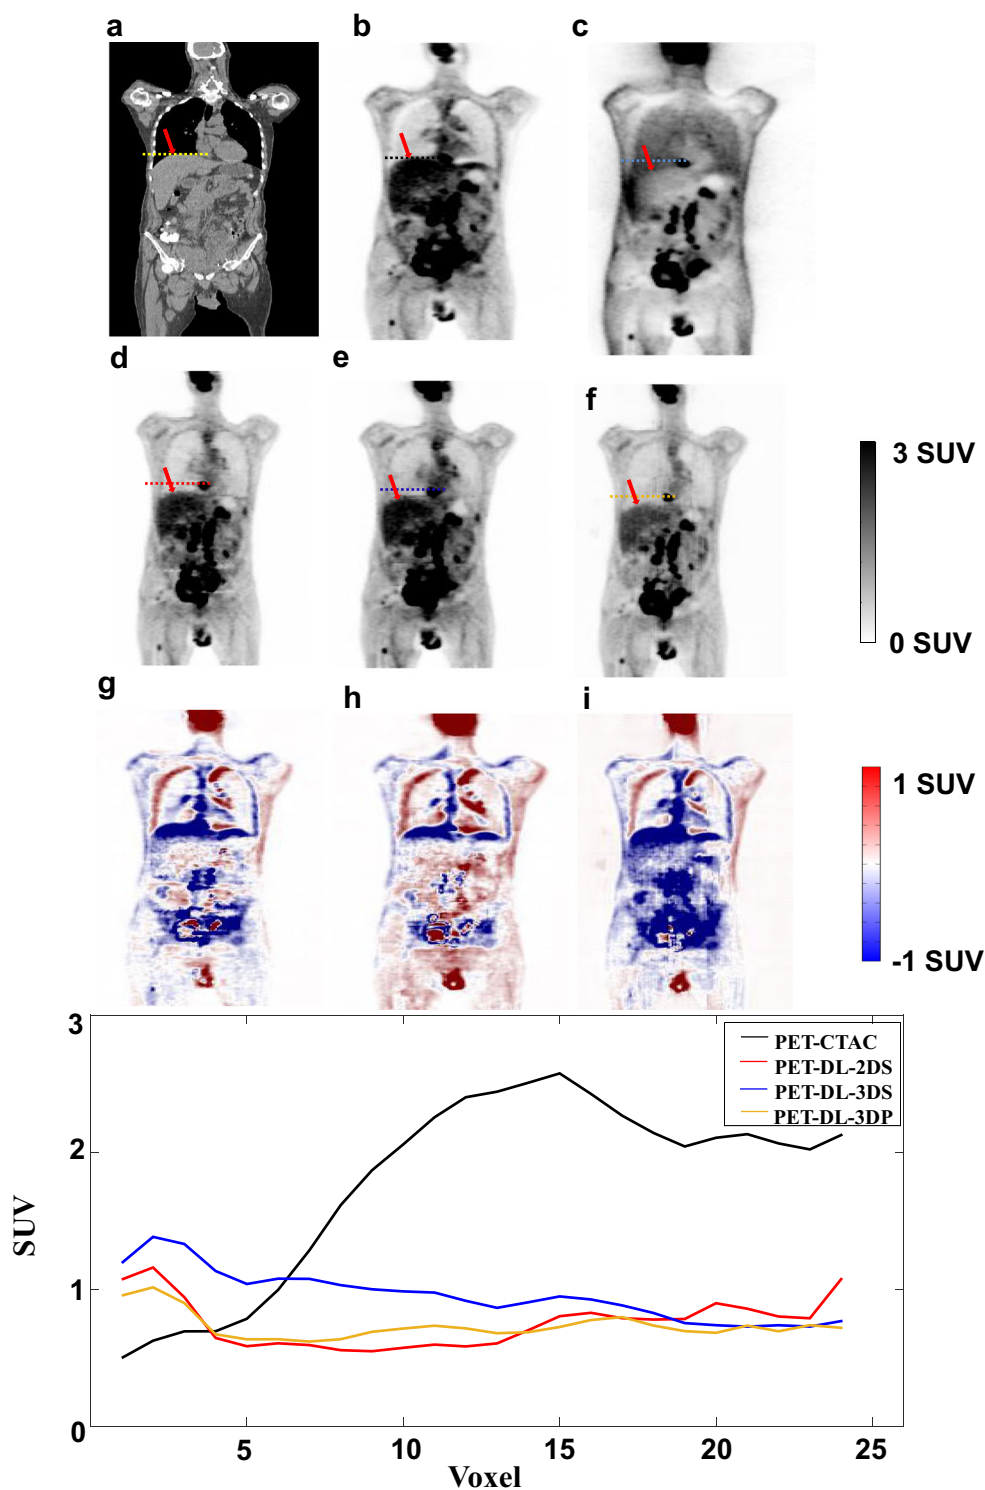 a
b
c
d
e
f
3 SUV
0 SUV
g
h
i
1 SUV
-1 SUV
3
2
1
0
SUV
PET-CTAC
PET-DL-2DS
PET-DL-3DS
PET-DL-3DP
5
10
15
20
25
Voxel